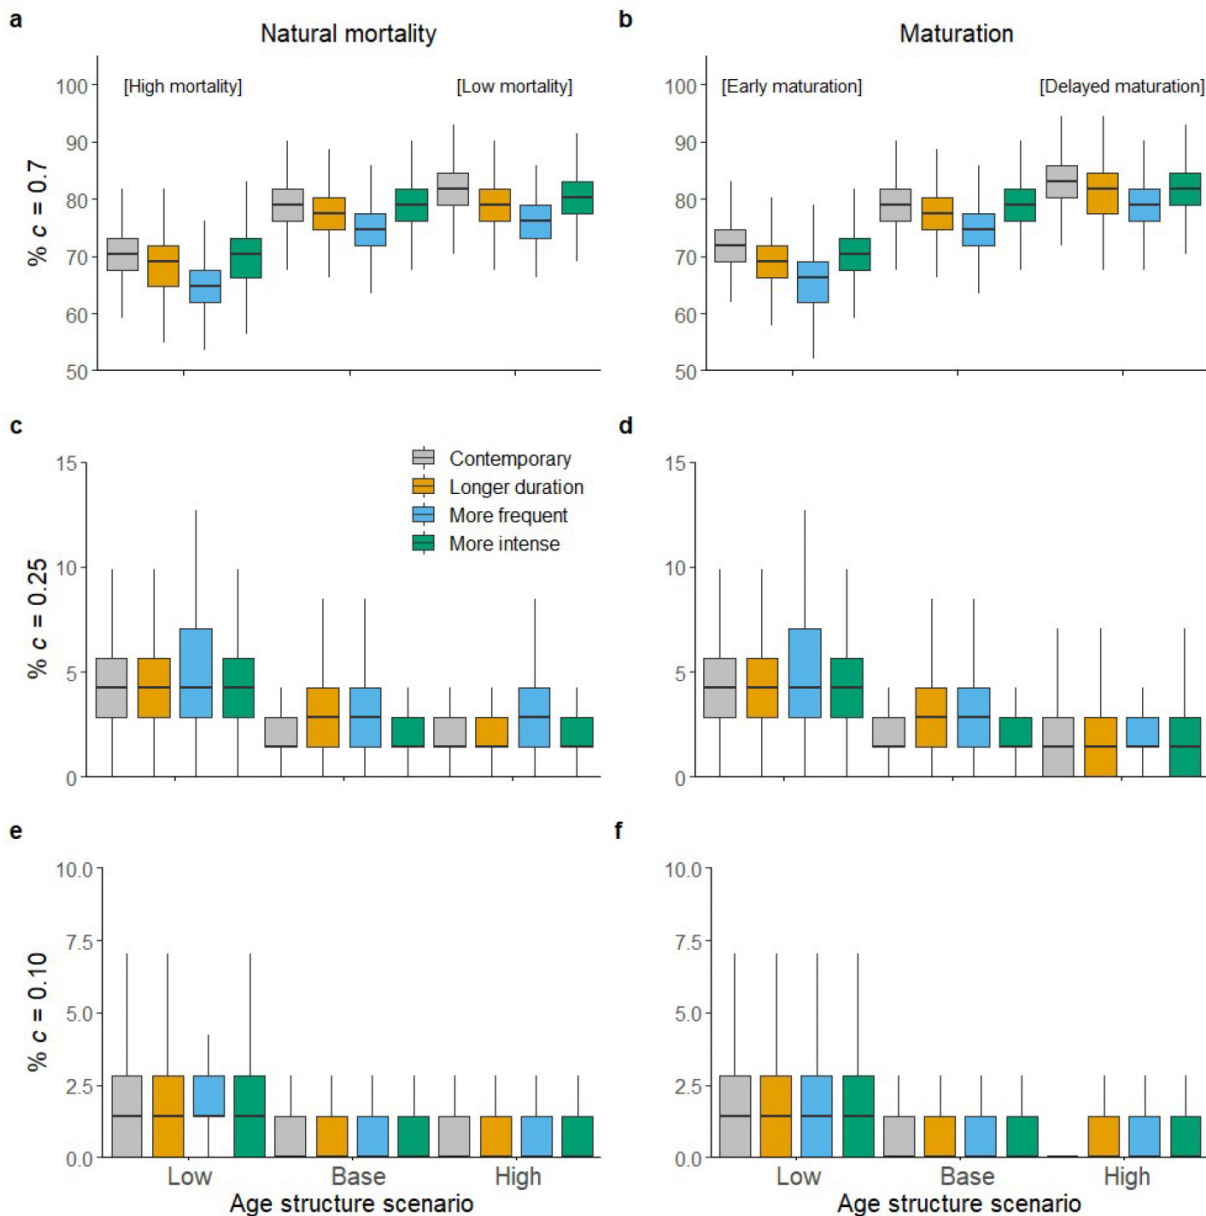 a
Natural mortality
b
Maturation
[High mortality]
[Low mortality]
[Early maturation]
[Delayed maturation]
% c = 0.7
100
90
80
70
60
50
100
90
80
70
60
50
c
d
% c = 0.25
15
10
5
0
Contemporary
Longer duration
More frequent
More intense
15
10
5
0
e
f
% c = 0.10
10.0
7.5
5.0
2.5
0.0
10.0
7.5
5.0
2.5
0.0
Low Base High
Low Base High
Age structure scenario
Age structure scenario